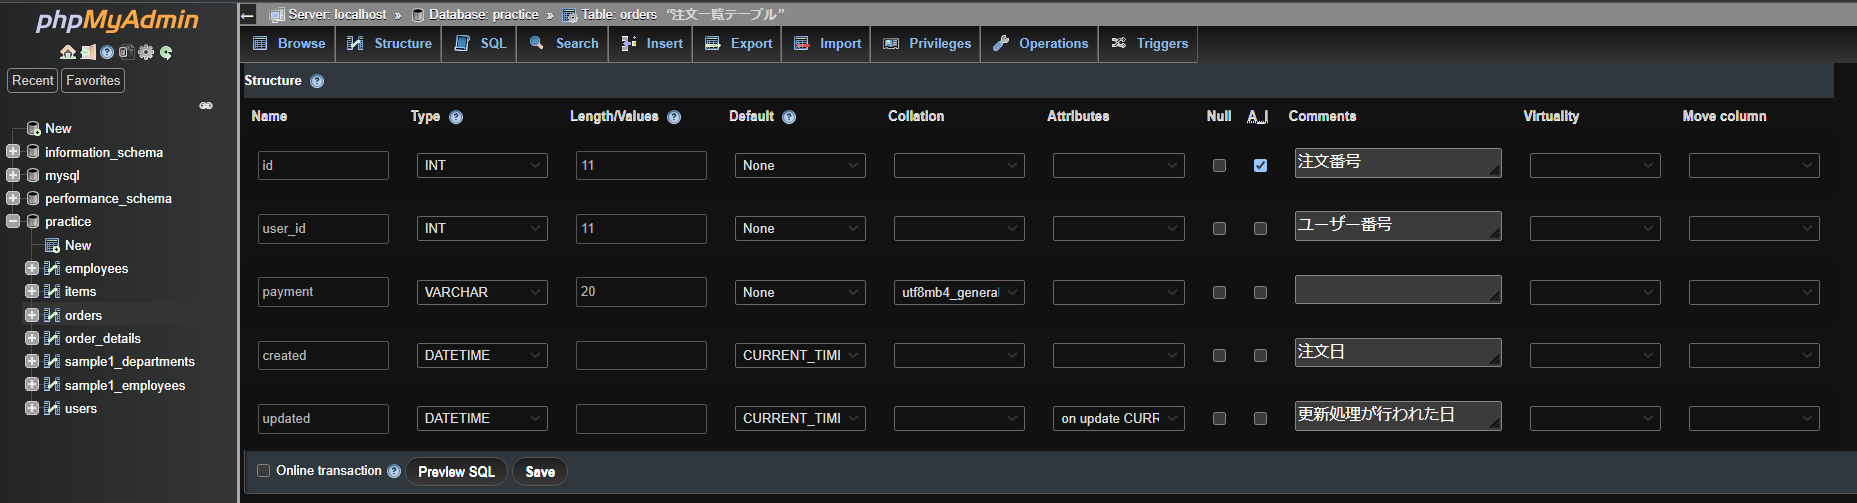 phpMyAdmin
Recent Favorites
New
information_schema
mysql
performance_schema
practice
New
employees
items
orders
order_details
sample1_departments
sample1_employees
users
Server: localhost » Database: practice » Table: orders “注文一覧テーブル”
Browse Structure SQL Search Insert Export Import Privileges Operations Triggers
Structure
Name Type Length/Values Default Collation Attributes Null A_I Comments Virtuality Move column
id INT 11 None 注文番号
user_id INT 11 None ユーザー番号
payment VARCHAR 20 None utf8mb4_general
created DATETIME CURRENT_TIMI 注文日
updated DATETIME CURRENT_TIMI on update CURR 更新処理が行われた日
Online transaction Preview SQL Save